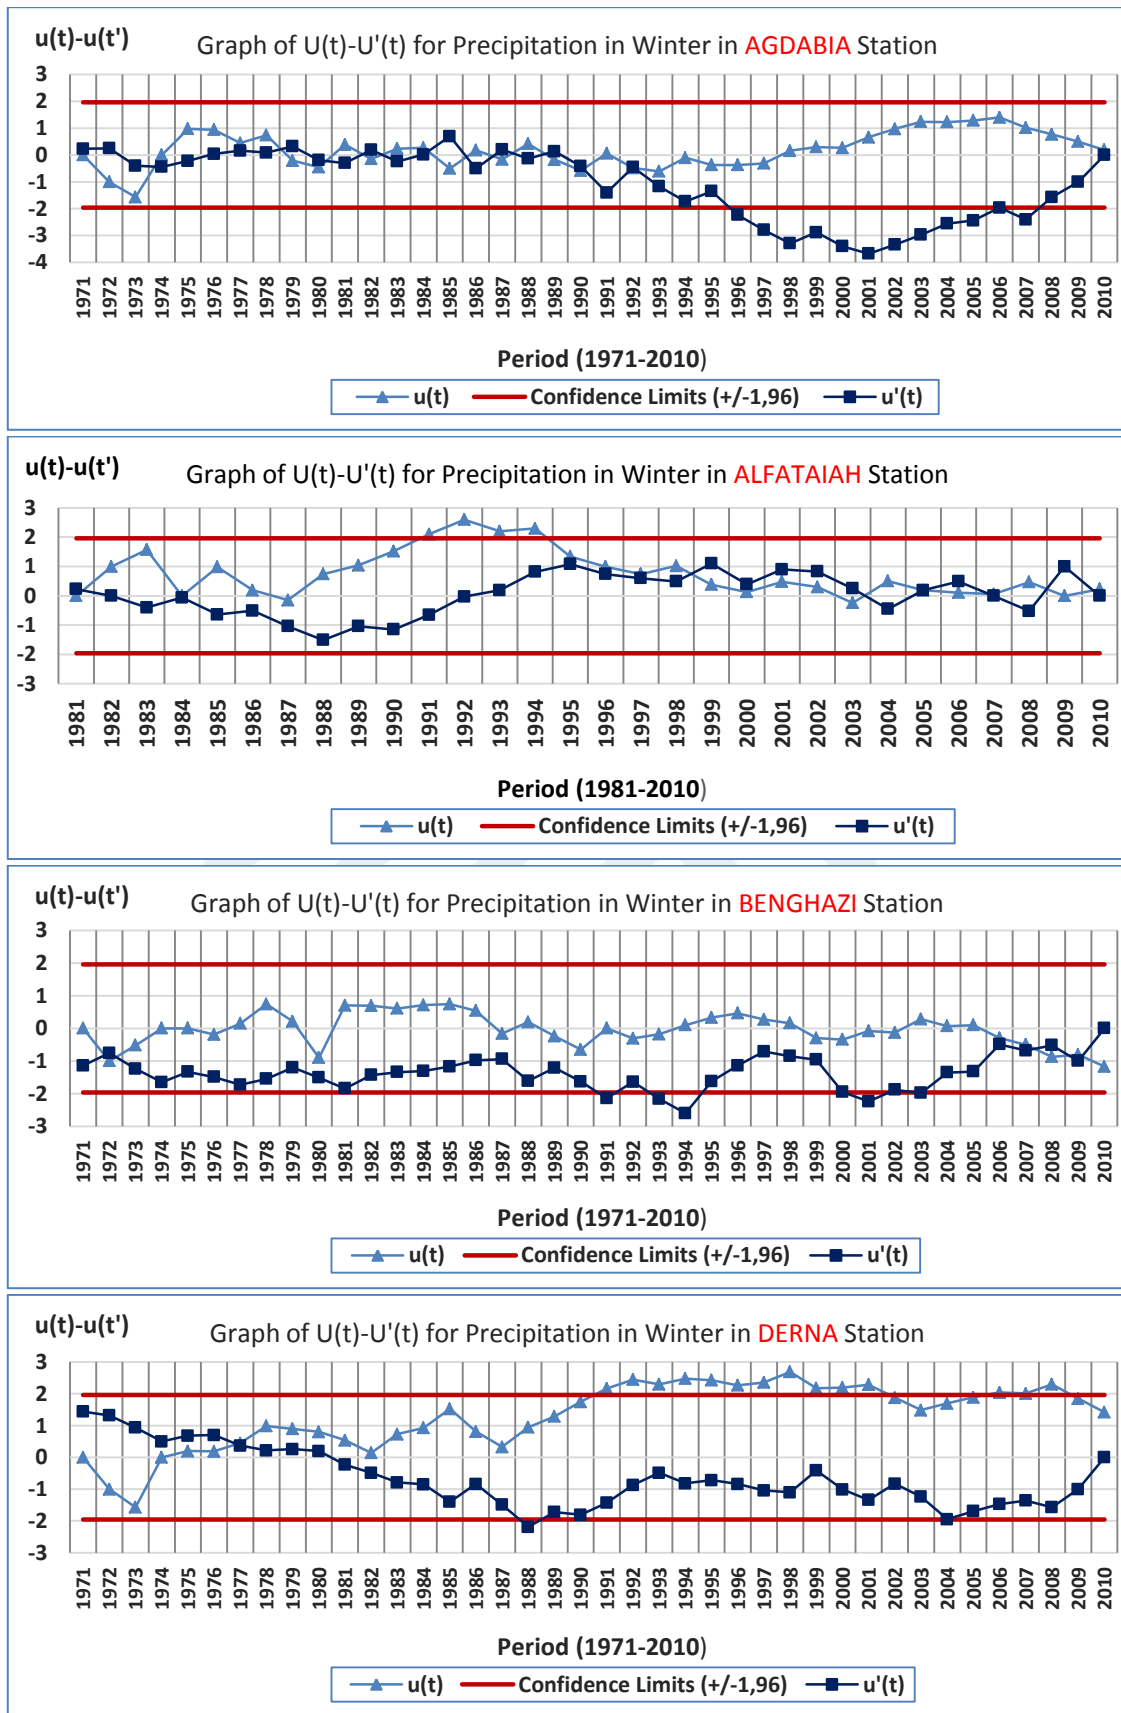 u(t)-u(t')
Graph of U(t)-U'(t) for Precipitation in Winter in AGDABIA Station
3
2
1
0
-1
-2
-3
-4
1971 1972 1973 1974 1975 1976 1977 1978 1979 1980 1981 1982 1983 1984 1985 1986 1987 1988 1989 1990 1991 1992 1993 1994 1995 1996 1997 1998 1999 2000 2001 2002 2003 2004 2005 2006 2007 2008 2009 2010
Period (1971-2010)
u(t) Confidence Limits (+/-1,96) u'(t)
u(t)-u(t')
Graph of U(t)-U'(t) for Precipitation in Winter in ALFATAIAH Station
3
2
1
0
-1
-2
-3
1981 1982 1983 1984 1985 1986 1987 1988 1989 1990 1991 1992 1993 1994 1995 1996 1997 1998 1999 2000 2001 2002 2003 2004 2005 2006 2007 2008 2009 2010
Period (1981-2010)
u(t) Confidence Limits (+/-1,96) u'(t)
u(t)-u(t')
Graph of U(t)-U'(t) for Precipitation in Winter in BENGHAZI Station
3
2
1
0
-1
-2
-3
1971 1972 1973 1974 1975 1976 1977 1978 1979 1980 1981 1982 1983 1984 1985 1986 1987 1988 1989 1990 1991 1992 1993 1994 1995 1996 1997 1998 1999 2000 2001 2002 2003 2004 2005 2006 2007 2008 2009 2010
Period (1971-2010)
u(t) Confidence Limits (+/-1,96) u'(t)
u(t)-u(t')
Graph of U(t)-U'(t) for Precipitation in Winter in DERNA Station
3
2
1
0
-1
-2
-3
1971 1972 1973 1974 1975 1976 1977 1978 1979 1980 1981 1982 1983 1984 1985 1986 1987 1988 1989 1990 1991 1992 1993 1994 1995 1996 1997 1998 1999 2000 2001 2002 2003 2004 2005 2006 2007 2008 2009 2010
Period (1971-2010)
u(t) Confidence Limits (+/-1,96) u'(t)